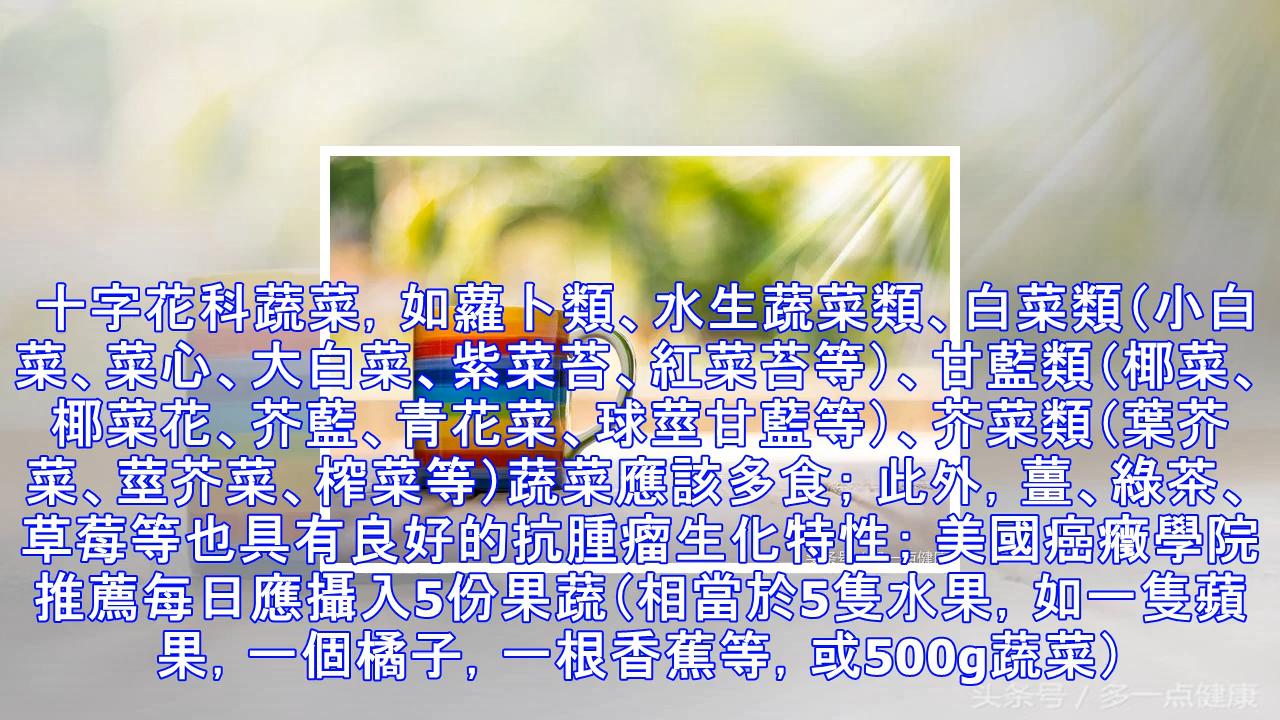 十字花科蔬菜, 如蘿卜類、水生蔬菜類、白菜類(小白
菜、菜心、大白菜、紫菜苔、紅菜苔等)、甘藍類(椰菜、
椰菜花、芥藍、青花菜、球莖甘藍等)、芥菜類(葉芥
菜、莖芥菜、榨菜等)蔬菜應該多食; 此外, 薑、綠茶、
草莓等也具有良好的抗腫瘤生化特性; 美國癌癥學院
推薦每日應攝入5份果蔬(相當於5隻水果, 如一隻蘋
果, 一個橘子, 一根香蕉等, 或500g蔬菜)
头条号 / 多一点健康